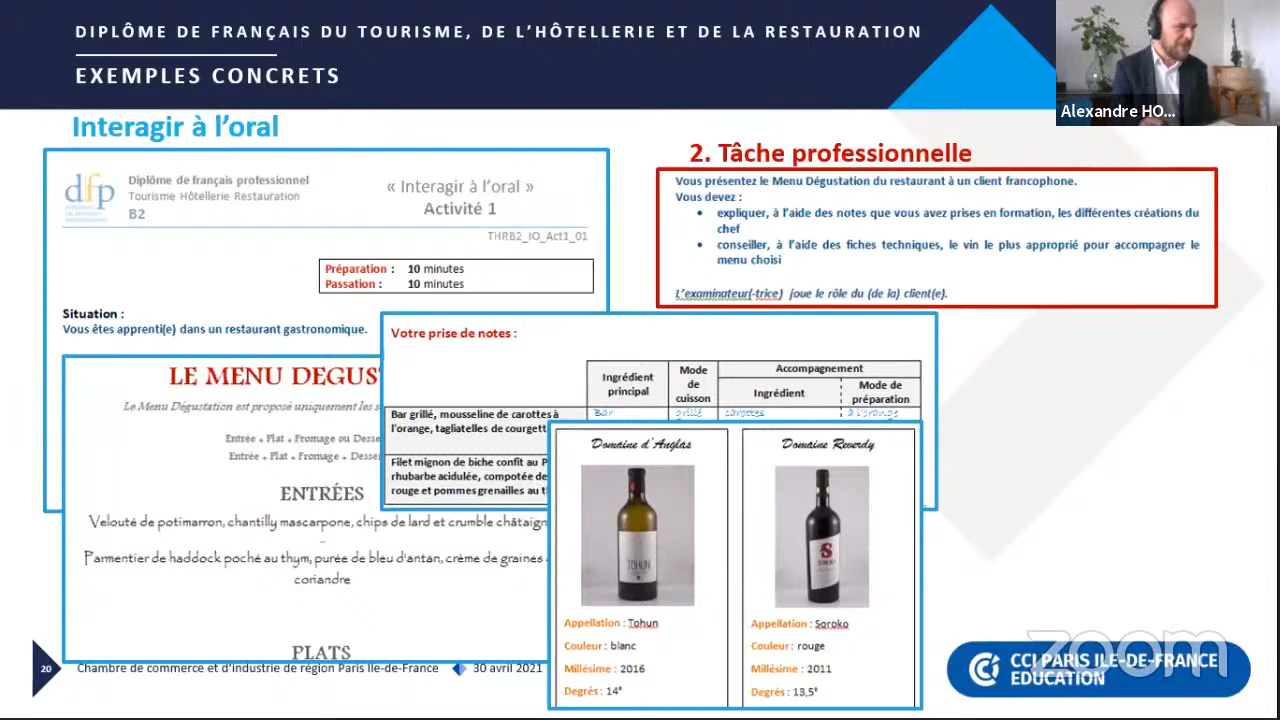 DIPLÔME DE FRANÇAIS DU TOURISME, DE L'HÔTELLERIE ET DE LA RESTAURATION
EXEMPLES CONCRETS
Alexandre HO...
Interagir à l'oral
dfp
Diplôme de français professionnel
Tourisme Hôtellerie Restauration
B2
« Interagir à l'oral »
Activité 1
THRB2_IO_Act1_01
Préparation : 10 minutes
Passation : 10 minutes
Situation :
Vous êtes apprenti(e) dans un restaurant gastronomique.
2. Tâche professionnelle
Vous présentez le Menu Dégustation du restaurant à un client francophone.
Vous devez :
• expliquer, à l'aide des notes que vous avez prises en formation, les différentes créations du
chef
• conseiller, à l'aide des fiches techniques, le vin le plus approprié pour accompagner le
menu choisi
L'examinateur(-trice) joue le rôle du (de la) client(e).
LE MENU DEGUS
Le Menu Dégustation est proposé uniquement les
Entrée + Plat + Fromage ou Desse
Entrée + Plat + Fromage + Desse
ENTRÉES
Velouté de potimarron, chantilly mascarpone, chips de lard et crumble châtaign
–
Parmentier de haddock poché au thym, purée de bleu d'antan, crème de graines
coriandre
PLATS
Votre prise de notes :
Ingrédient
principal
Mode
de
cuisson
Accompagnement
Ingrédient
Mode de
préparation
Bar grillé, mousseline de carottes à
l'orange, tagliatelles de courgett
Bar
grillé
carottes
à l'orange
Filet mignon de biche confit au P
rhubarbe acidulée, compotée de
rouge et pommes grenailles au t
Domaine d'Anglas
TOHUN
Appellation : Tohun
Couleur : blanc
Millésime : 2016
Degrés : 14°
Domaine Reverdy
S
Appellation : Soroko
Couleur : rouge
Millésime : 2011
Degrés : 13,5°
20
Chambre de commerce et d'industrie de région Paris Ile-de-France
30 avril 2021
zoom
CCI PARIS ILE-DE-FRANCE
EDUCATION